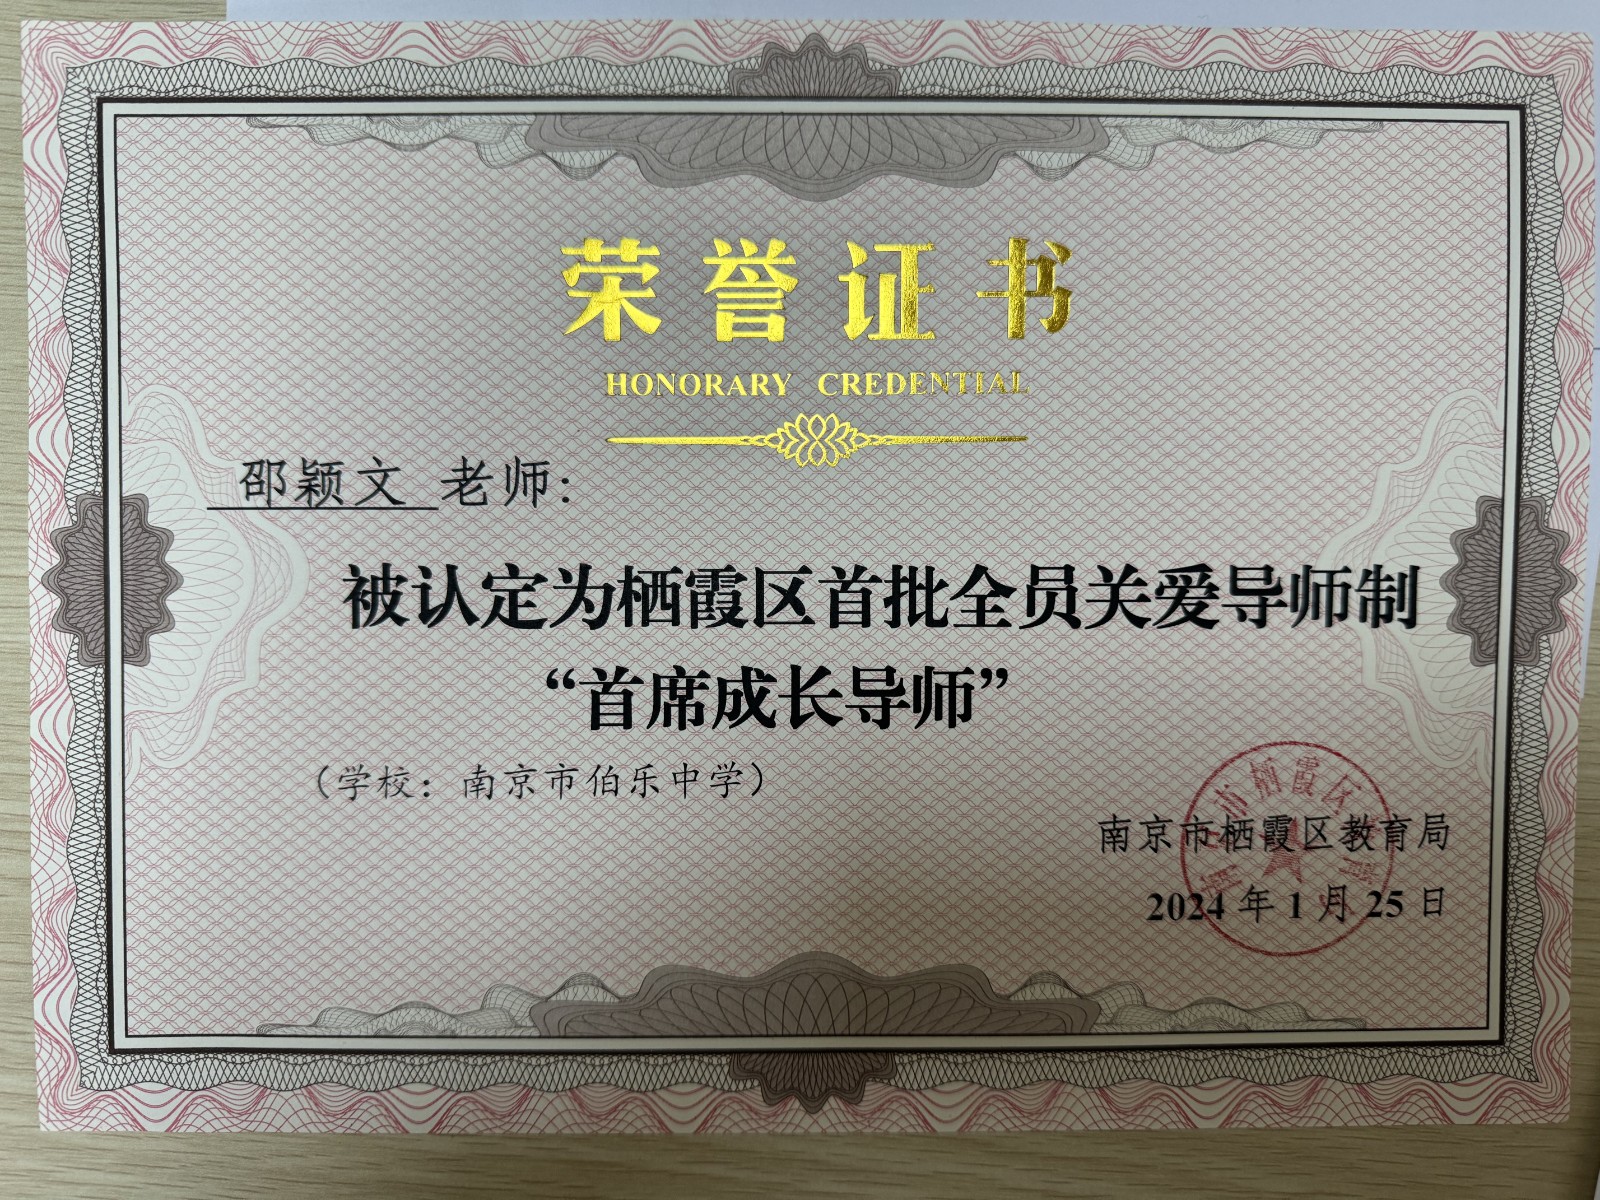 荣誉证书
HONORARY CREDENTIAL
邵颖文 老师:
被认定为栖霞区首批全员关爱导师制
“首席成长导师”
（学校：南京市伯乐中学）
南京市栖霞区教育局
2024年1月25日